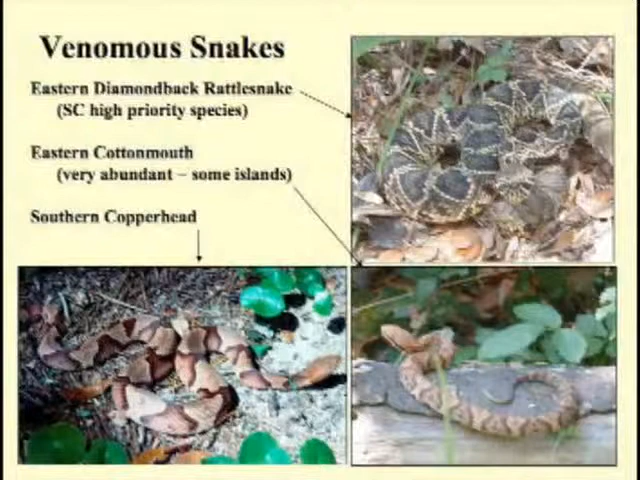 Venomous Snakes
Eastern Diamondback Rattlesnake
(SC high priority species)
Eastern Cottonmouth
(very abundant – some islands)
Southern Copperhead